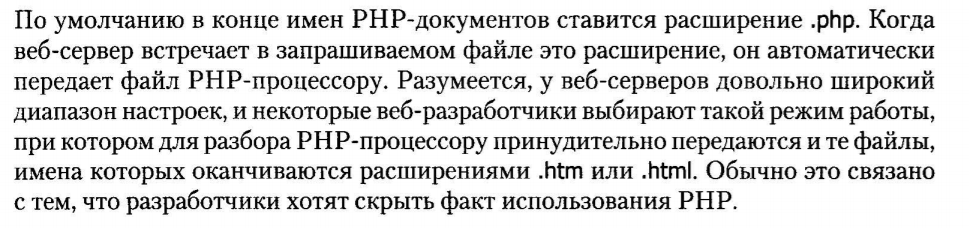 По умолчанию в конце имен PHP-документов ставится расширение .php. Когда
веб-сервер встречает в запрашиваемом файле это расширение, он автоматически
передает файл PHP-процессору. Разумеется, у веб-серверов довольно широкий
диапазон настроек, и некоторые веб-разработчики выбирают такой режим работы,
при котором для разбора PHP-процессору принудительно передаются и те файлы,
имена которых оканчиваются расширениями .htm или .html. Обычно это связано
с тем, что разработчики хотят скрыть факт использования PHP.